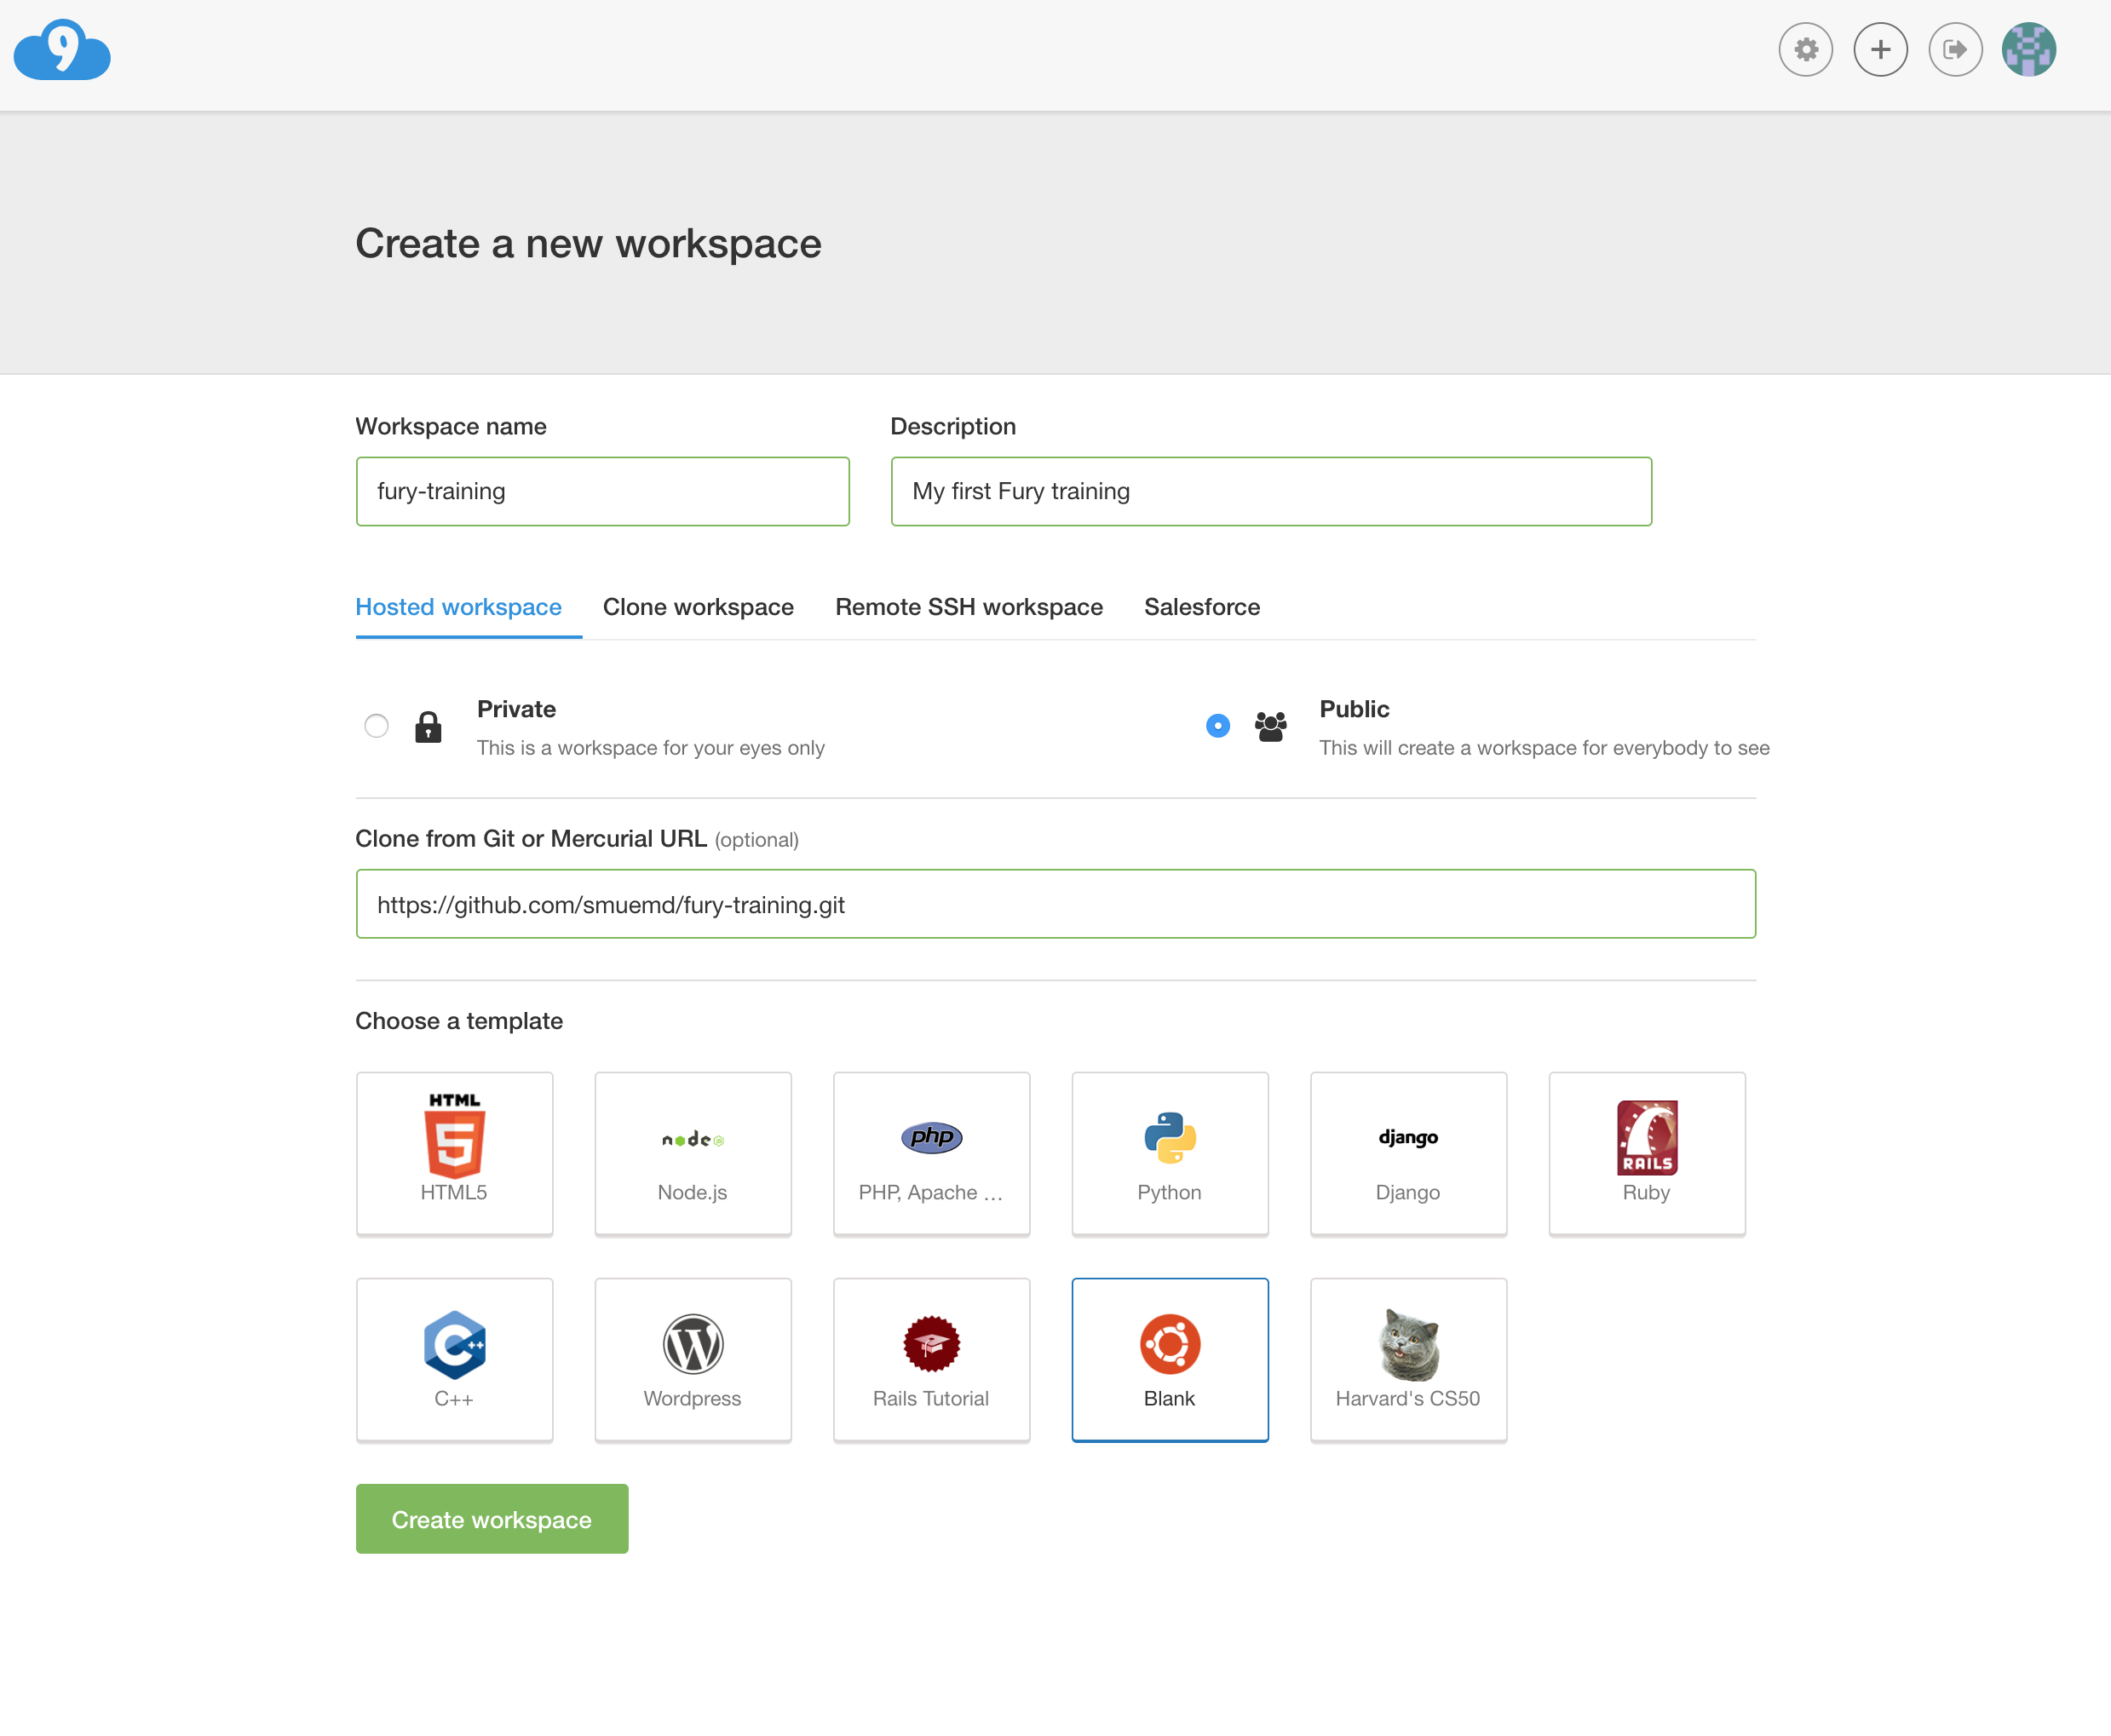 9
Create a new workspace
Workspace name
Description
fury-training
My first Fury training
Hosted workspace
Clone workspace
Remote SSH workspace
Salesforce
Private
This is a workspace for your eyes only
Public
This will create a workspace for everybody to see
Clone from Git or Mercurial URL (optional)
https://github.com/smuemd/fury-training.git
Choose a template
HTML
5
HTML5
node JS
Node.js
php
PHP, Apache ...
Python
django
Django
RAILS
Ruby
C++
C++
W
Wordpress
Rails Tutorial
Blank
Harvard's CS50
Create workspace